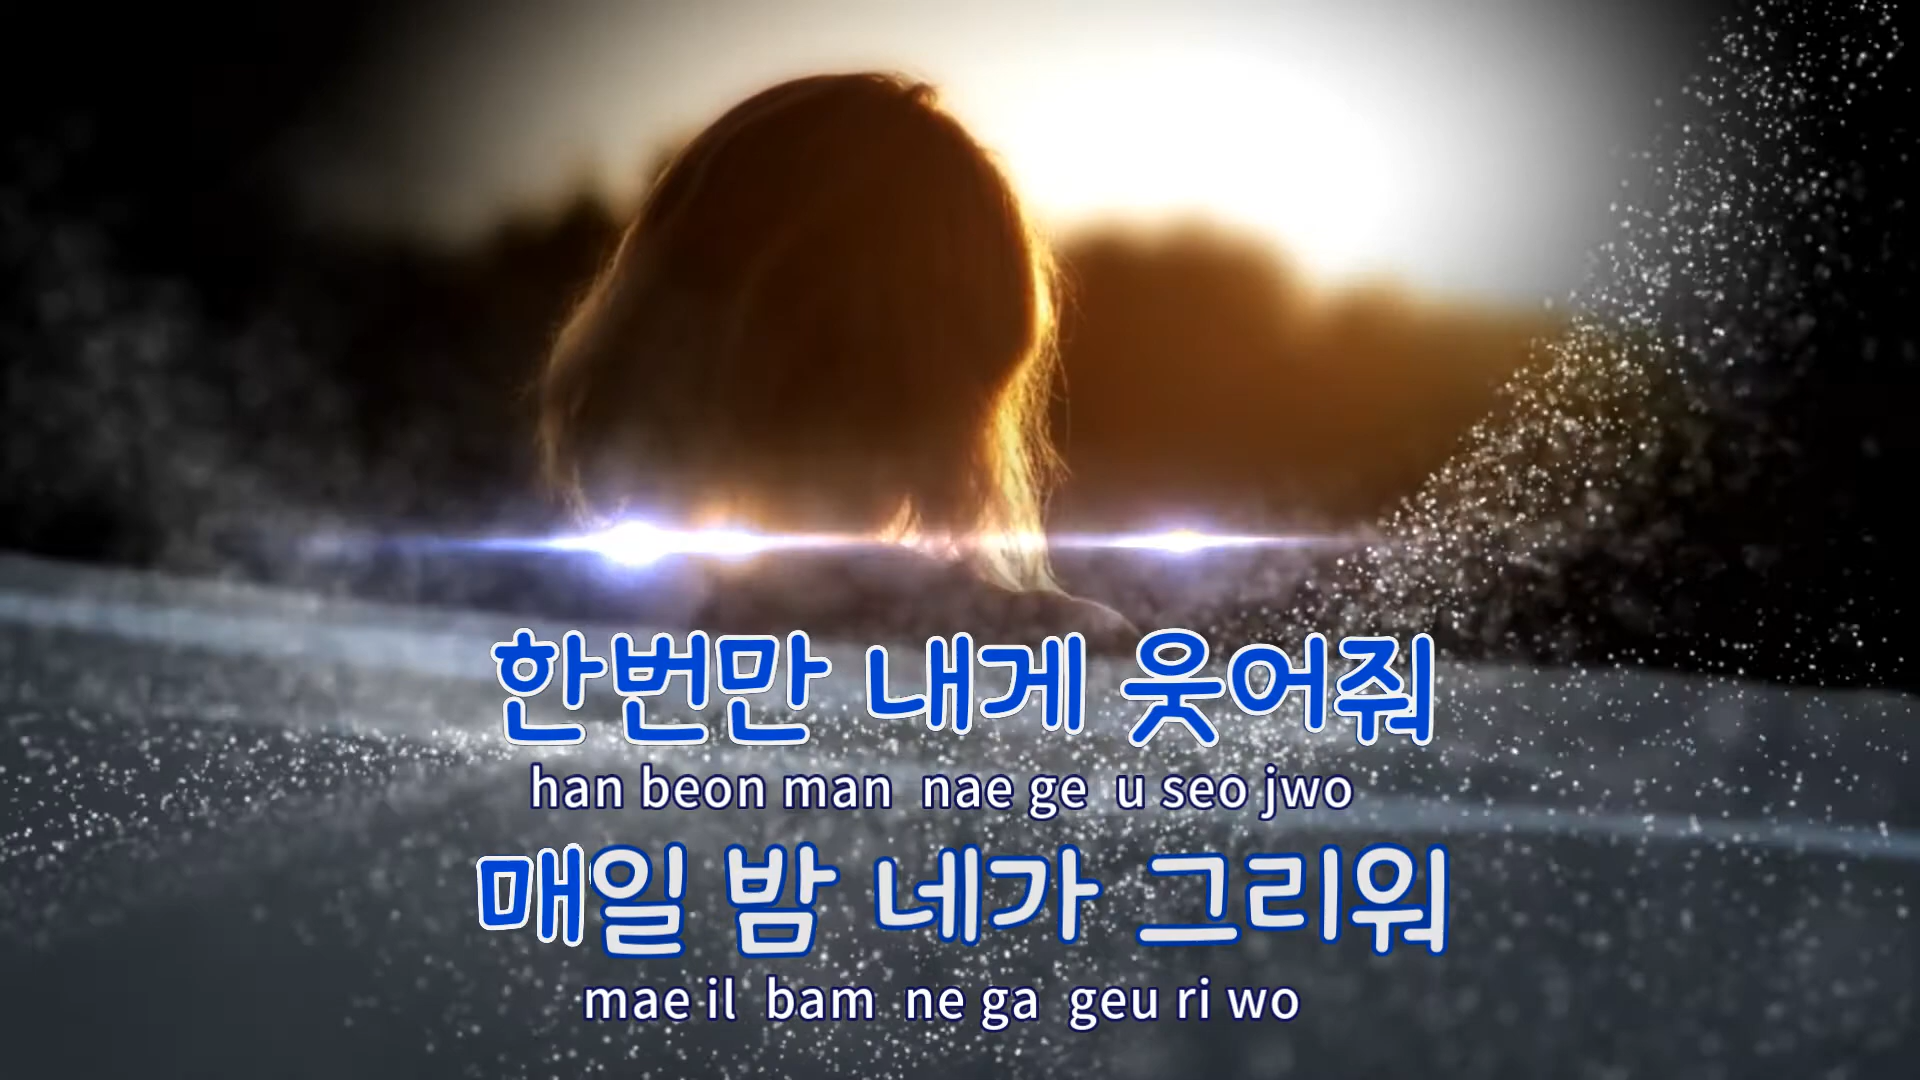 한번만 내게 웃어줘
han beon man nae ge u seo jwo
매일 밤 네가 그리워
mae il bam ne ga geu ri wo